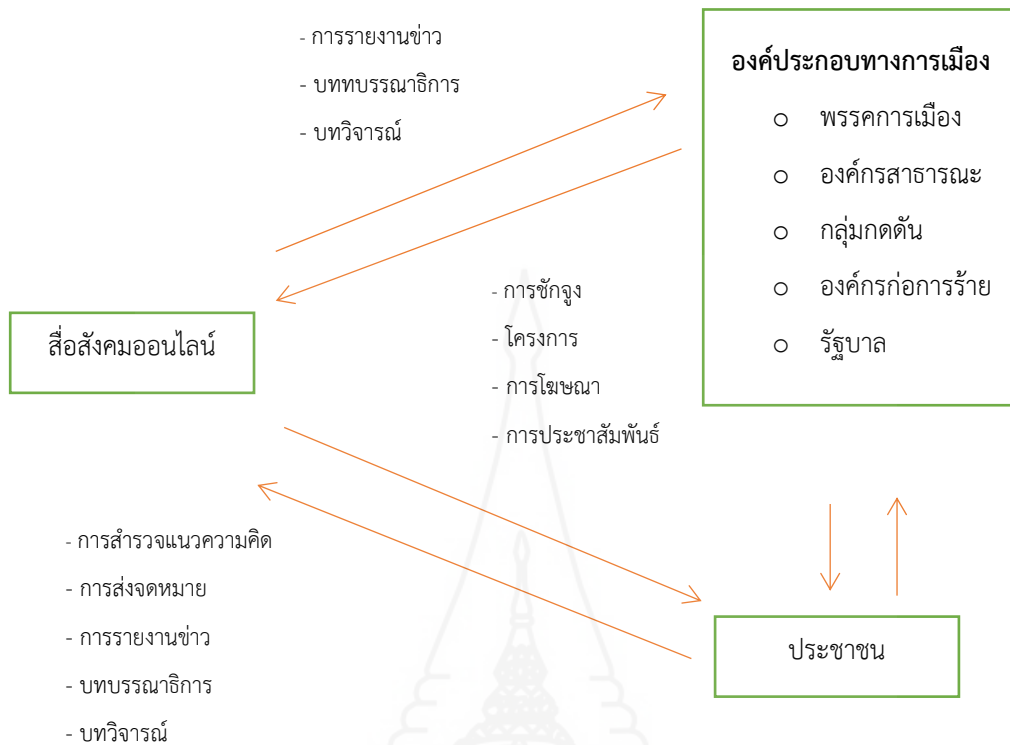 - การรายงานข่าว
- บททบรรณาธิการ
- บทวิจารณ์
องค์ประกอบทางการเมือง
o พรรคการเมือง
o องค์กรสาธารณะ
o กลุ่มกดดัน
o องค์กรก่อการร้าย
o รัฐบาล
- การชักจูง
- โครงการ
- การโฆษณา
- การประชาสัมพันธ์
สื่อสังคมออนไลน์
- การสำรวจแนวความคิด
- การส่งจดหมาย
- การรายงานข่าว
- บทบรรณาธิการ
- บทวิจารณ์
ประชาชน